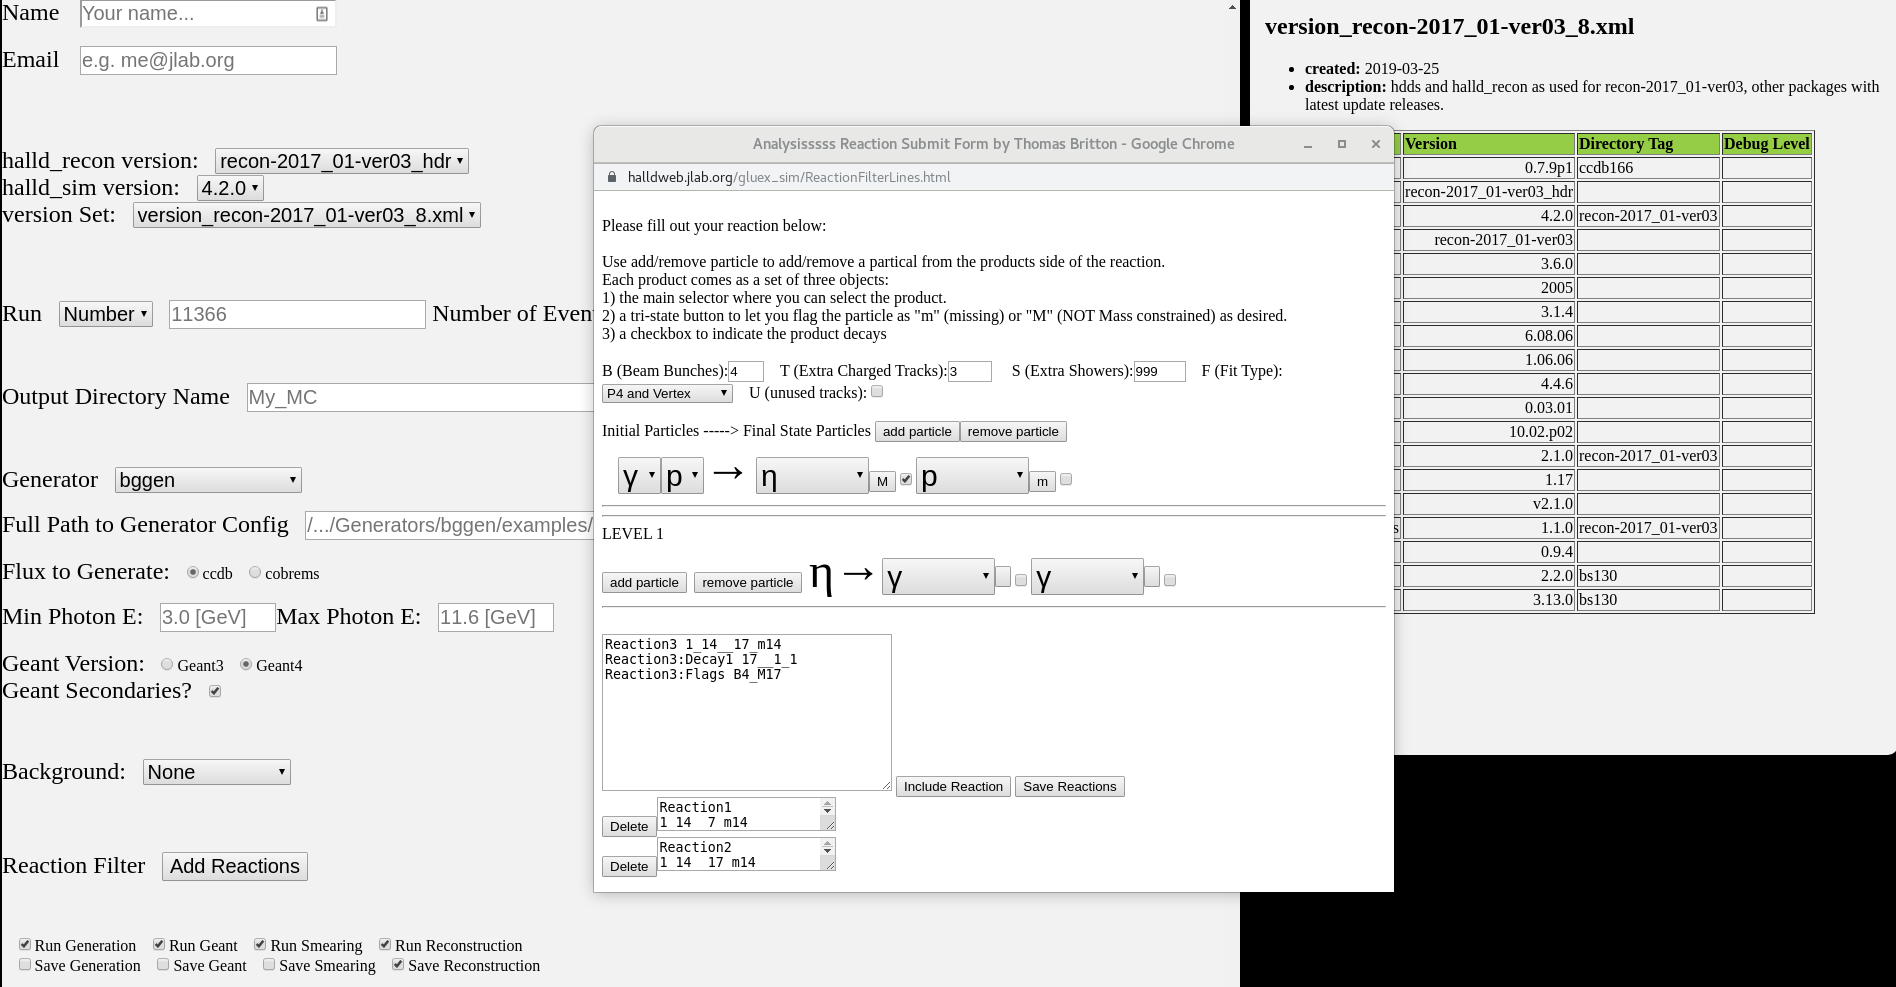 Name Your name...
Email e.g. me@jlab.org
halld_recon version: recon-2017_01-ver03_hdr
halld_sim version: 4.2.0
version Set: version_recon-2017_01-ver03_8.xml
Run Number 11366 Number of Even
Output Directory Name My_MC
Generator bggen
Full Path to Generator Config /.../Generators/bggen/examples/
Flux to Generate: ccdb cobrems
Min Photon E: 3.0 [GeV] Max Photon E: 11.6 [GeV]
Geant Version: Geant3 Geant4
Geant Secondaries?
Background: None
Reaction Filter Add Reactions
Run Generation Run Geant Run Smearing Run Reconstruction
Save Generation Save Geant Save Smearing Save Reconstruction
Analysisssss Reaction Submit Form by Thomas Britton - Google Chrome
halldweb.jlab.org/gluex_sim/ReactionFilterLines.html
Please fill out your reaction below:
Use add/remove particle to add/remove a partical from the products side of the reaction.
Each product comes as a set of three objects:
1) the main selector where you can select the product.
2) a tri-state button to let you flag the particle as "m" (missing) or "M" (NOT Mass constrained) as desired.
3) a checkbox to indicate the product decays
B (Beam Bunches): 4 T (Extra Charged Tracks): 3 S (Extra Showers): 999 F (Fit Type):
P4 and Vertex U (unused tracks):
Initial Particles -----> Final State Particles add particle remove particle
γ p → η M p m
LEVEL 1
add particle remove particle η→ γ γ
Reaction3 1_14__17_m14
Reaction3:Decay1 17__1_1
Reaction3:Flags B4_M17
Include Reaction Save Reactions
Delete Reaction1
1 14  7 m14
Delete Reaction2
1 14  17 m14
version_recon-2017_01-ver03_8.xml
created: 2019-03-25
description: hdds and halld_recon as used for recon-2017_01-ver03, other packages with
latest update releases.
Version Directory Tag Debug Level
0.7.9p1 ccdb166
recon-2017_01-ver03_hdr
4.2.0 recon-2017_01-ver03
recon-2017_01-ver03
3.6.0
2005
3.1.4
6.08.06
1.06.06
4.4.6
0.03.01
10.02.p02
2.1.0 recon-2017_01-ver03
1.17
v2.1.0
s 1.1.0 recon-2017_01-ver03
0.9.4
2.2.0 bs130
3.13.0 bs130